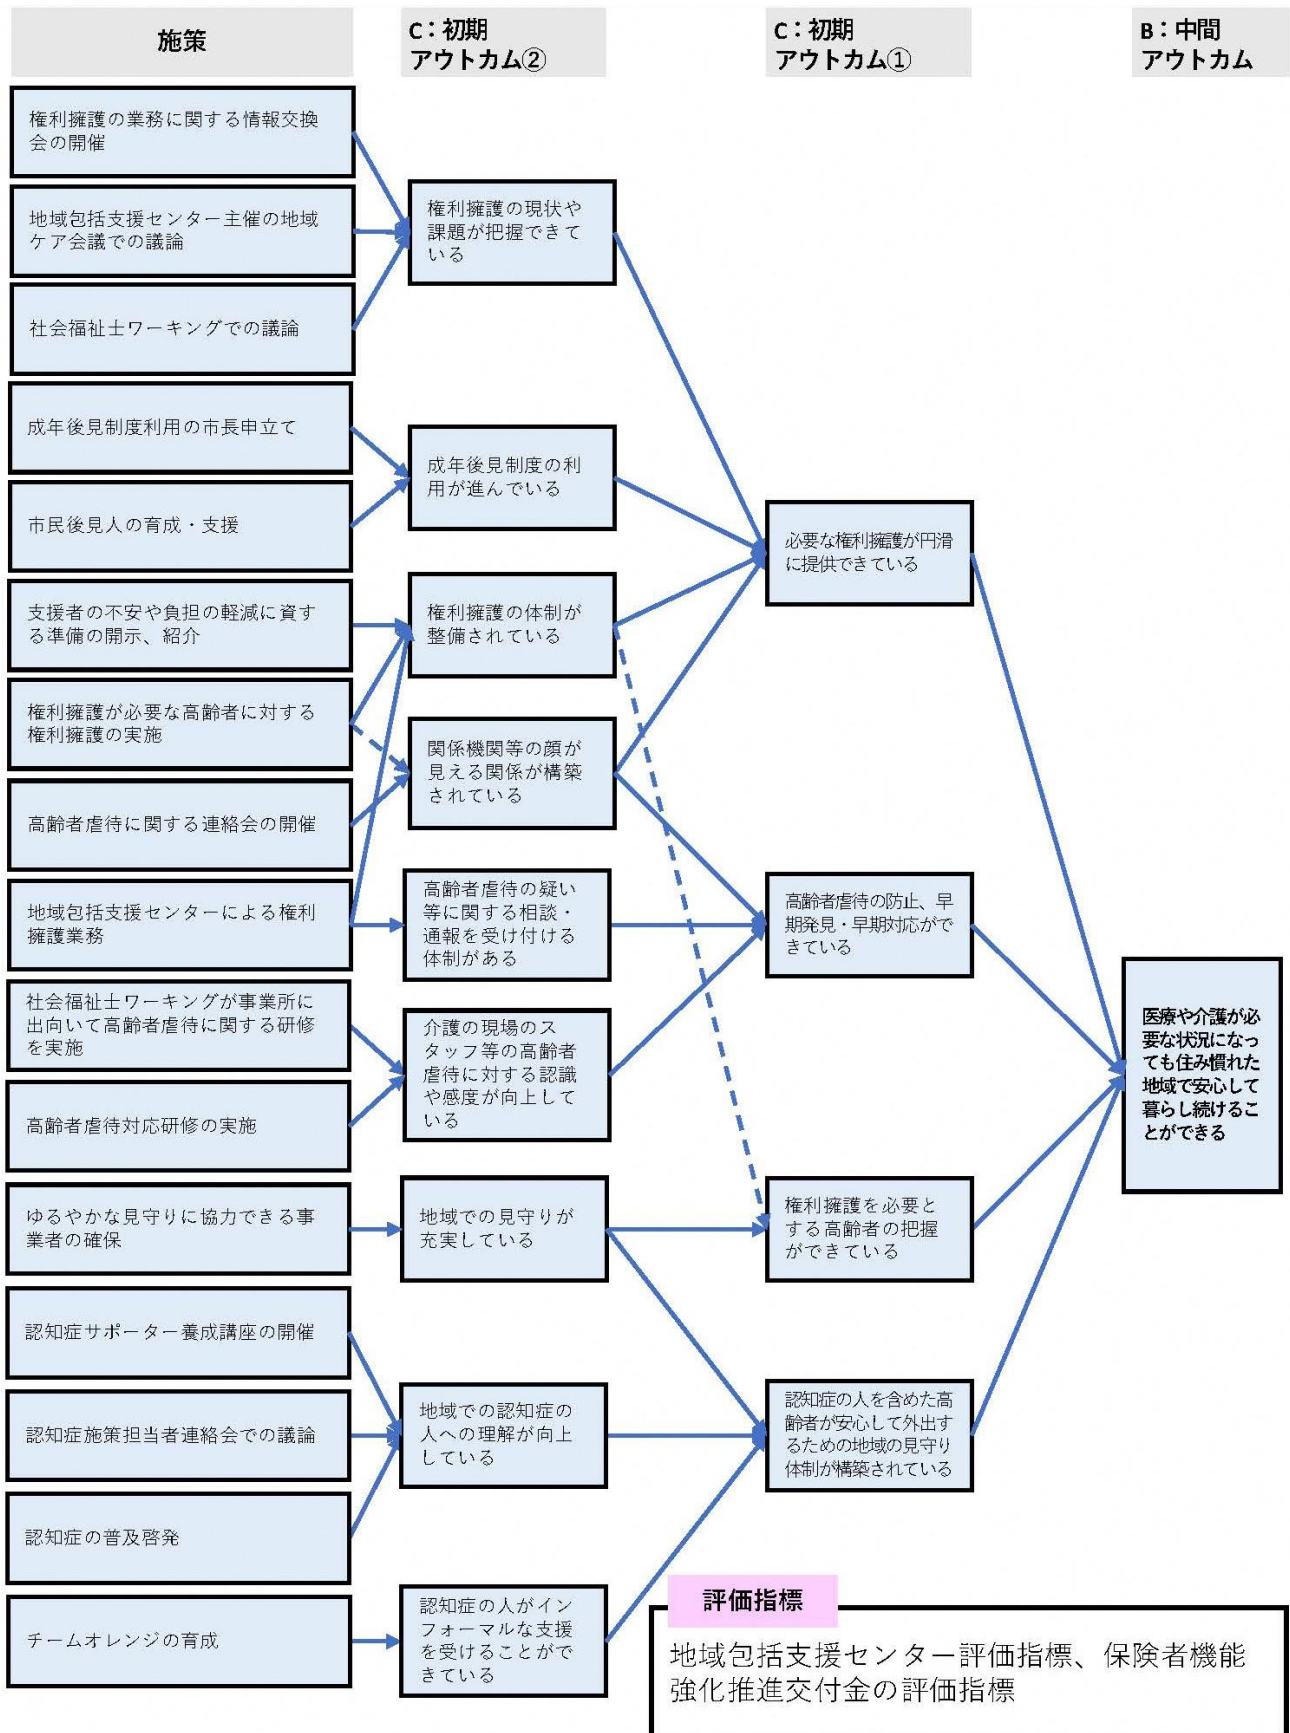 施策
C：初期
アウトカム②
C：初期
アウトカム①
B：中間
アウトカム
権利擁護の業務に関する情報交換
会の開催
地域包括支援センター主催の地域
ケア会議での議論
社会福祉士ワーキングでの議論
成年後見制度利用の市長申立て
市民後見人の育成・支援
支援者の不安や負担の軽減に資す
る準備の開示、紹介
権利擁護が必要な高齢者に対する
権利擁護の実施
高齢者虐待に関する連絡会の開催
地域包括支援センターによる権利
擁護業務
社会福祉士ワーキングが事業所に
出向いて高齢者虐待に関する研修
を実施
高齢者虐待対応研修の実施
ゆるやかな見守りに協力できる事
業者の確保
認知症サポーター養成講座の開催
認知症施策担当者連絡会での議論
認知症の普及啓発
チームオレンジの育成
権利擁護の現状や
課題が把握できて
いる
成年後見制度の利
用が進んでいる
権利擁護の体制が
整備されている
関係機関等の顔が
見える関係が構築
されている
高齢者虐待の疑い
等に関する相談・
通報を受け付ける
体制がある
介護の現場のス
タッフ等の高齢者
虐待に対する認識
や感度が向上して
いる
地域での見守りが
充実している
地域での認知症の
人への理解が向上
している
認知症の人がイン
フォーマルな支援
を受けることがで
きている
必要な権利擁護が円滑
に提供できている
高齢者虐待の防止、早
期発見・早期対応がで
きている
権利擁護を必要と
する高齢者の把握
ができている
認知症の人を含めた高
齢者が安心して外出す
るための地域の見守り
体制が構築されている
医療や介護が必
要な状況になっ
ても住み慣れた
地域で安心して
暮らし続けるこ
とができる
評価指標
地域包括支援センター評価指標、保険者機能
強化推進交付金の評価指標